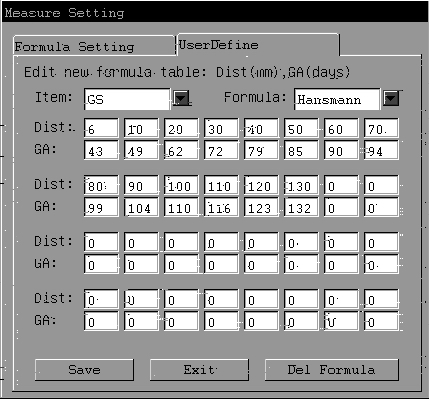 Measure Setting
Formula Setting UserDefine
Edit new formula table: Dist(mm),GA(days)
Item: GS Formula: Hansmann
Dist: 6 10 20 30 40 50 60 70
GA: 43 49 62 72 79 85 90 94
Dist: 80 90 100 110 120 130 0 0
GA: 99 104 110 116 123 132 0 0
Dist: 0 0 0 0 0 0 0 0
GA: 0 0 0 0 0 0 0 0
Dist: 0 0 0 0 0 0 0 0
GA: 0 0 0 0 0 0 0 0
Save Exit Del Formula